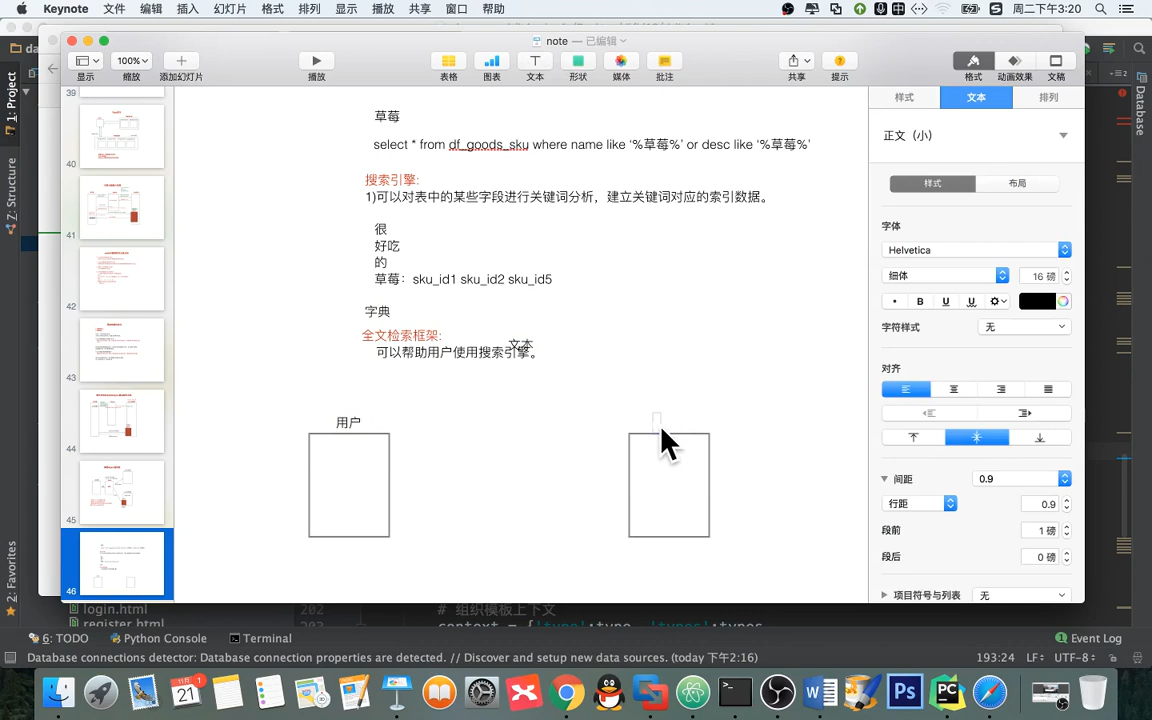 Keynote 文件 编辑 插入 幻灯片 格式 排列 显示 播放 共享 窗口 帮助
周二下午3:20
note — 已编辑
100%
显示 缩放 添加幻灯片 播放 表格 图表 文本 形状 媒体 批注 共享 提示 格式 动画效果 文稿
样式 文本 排列
正文（小）
样式 布局
字体
Helvetica
细体 16 磅
B U U
字符样式 无
对齐
间距 0.9
行距 0.9
段前 1 磅
段后 0 磅
项目符号与列表 无
39
40
41
42
43
44
45
46
草莓
select * from df_goods_sku where name like ‘%草莓%’ or desc like ‘%草莓%’
搜索引擎:
1)可以对表中的某些字段进行关键词分析，建立关键词对应的索引数据。
很
好吃
的
草莓：sku_id1 sku_id2 sku_id5
字典
全文检索框架:
文本
可以帮助用户使用搜索引擎。
用户
da
1: Project
Z: Structure
2: Favorites
Database
login.html
register.html
202 # 组织模板上下文
203 context = {'type':type, 'types':types
6: TODO Python Console Terminal Event Log
Database connections detector: Database connection properties are detected. // Discover and setup new data sources. (today 下午2:16)
193:24 LF÷ UTF-8÷
21
PC
Ps